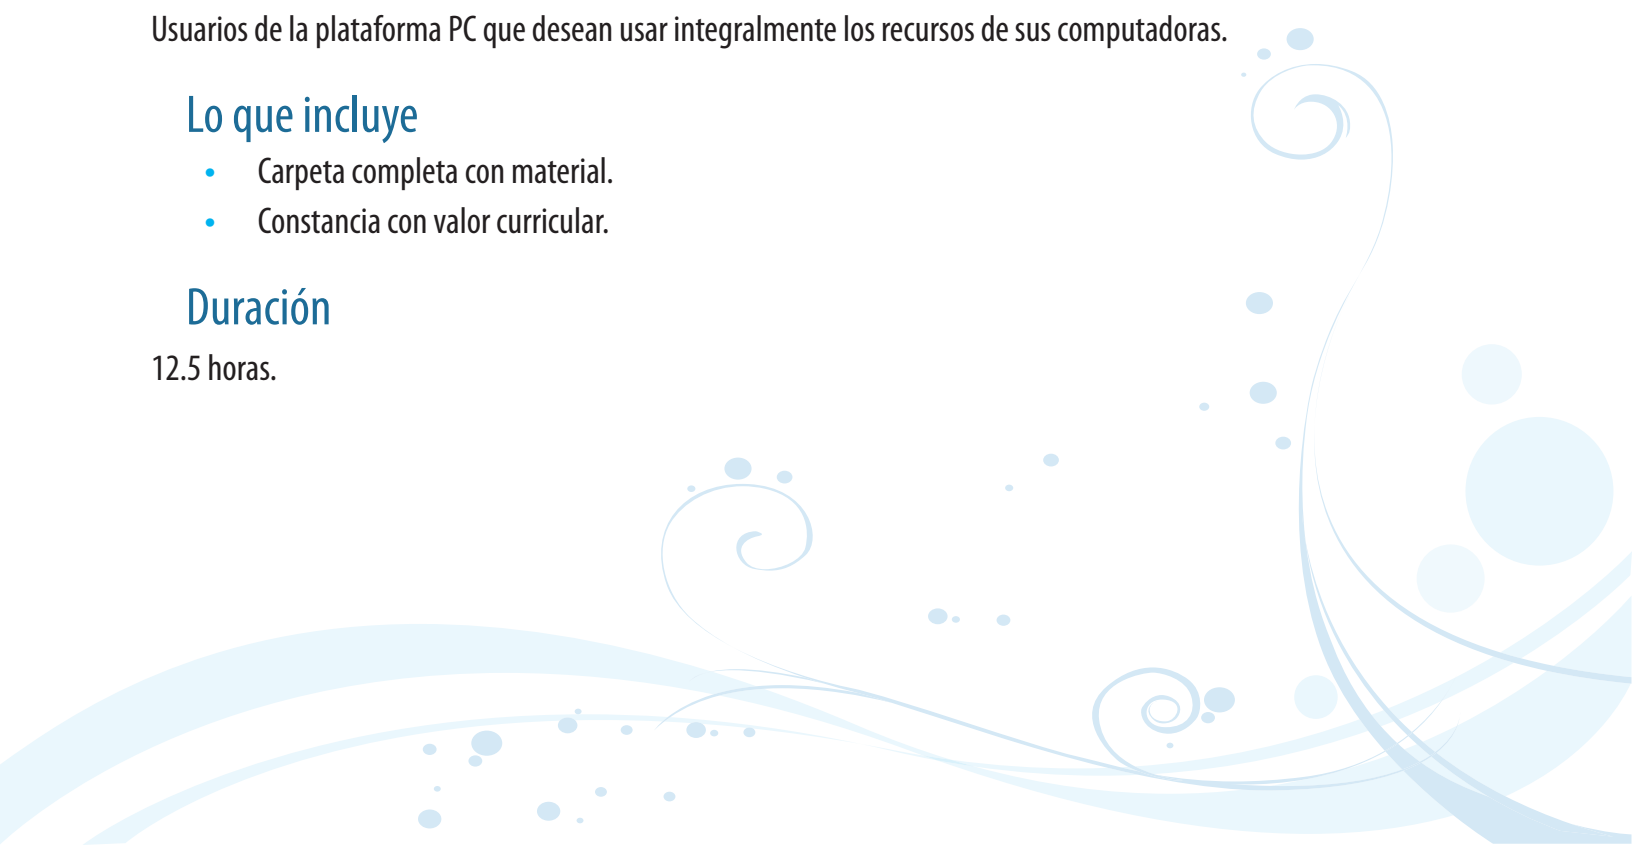 Usuarios de la plataforma PC que desean usar integralmente los recursos de sus computadoras.
Lo que incluye
• Carpeta completa con material.
• Constancia con valor curricular.
Duración
12.5 horas.